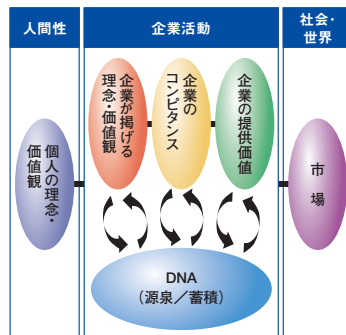 人間性
企業活動
社会・
世界
個人の理念・
価値観
企業が掲げる
理念・価値観
企業の
コンピタンス
企業の提供価値
市場
DNA
（源泉／蓄積）